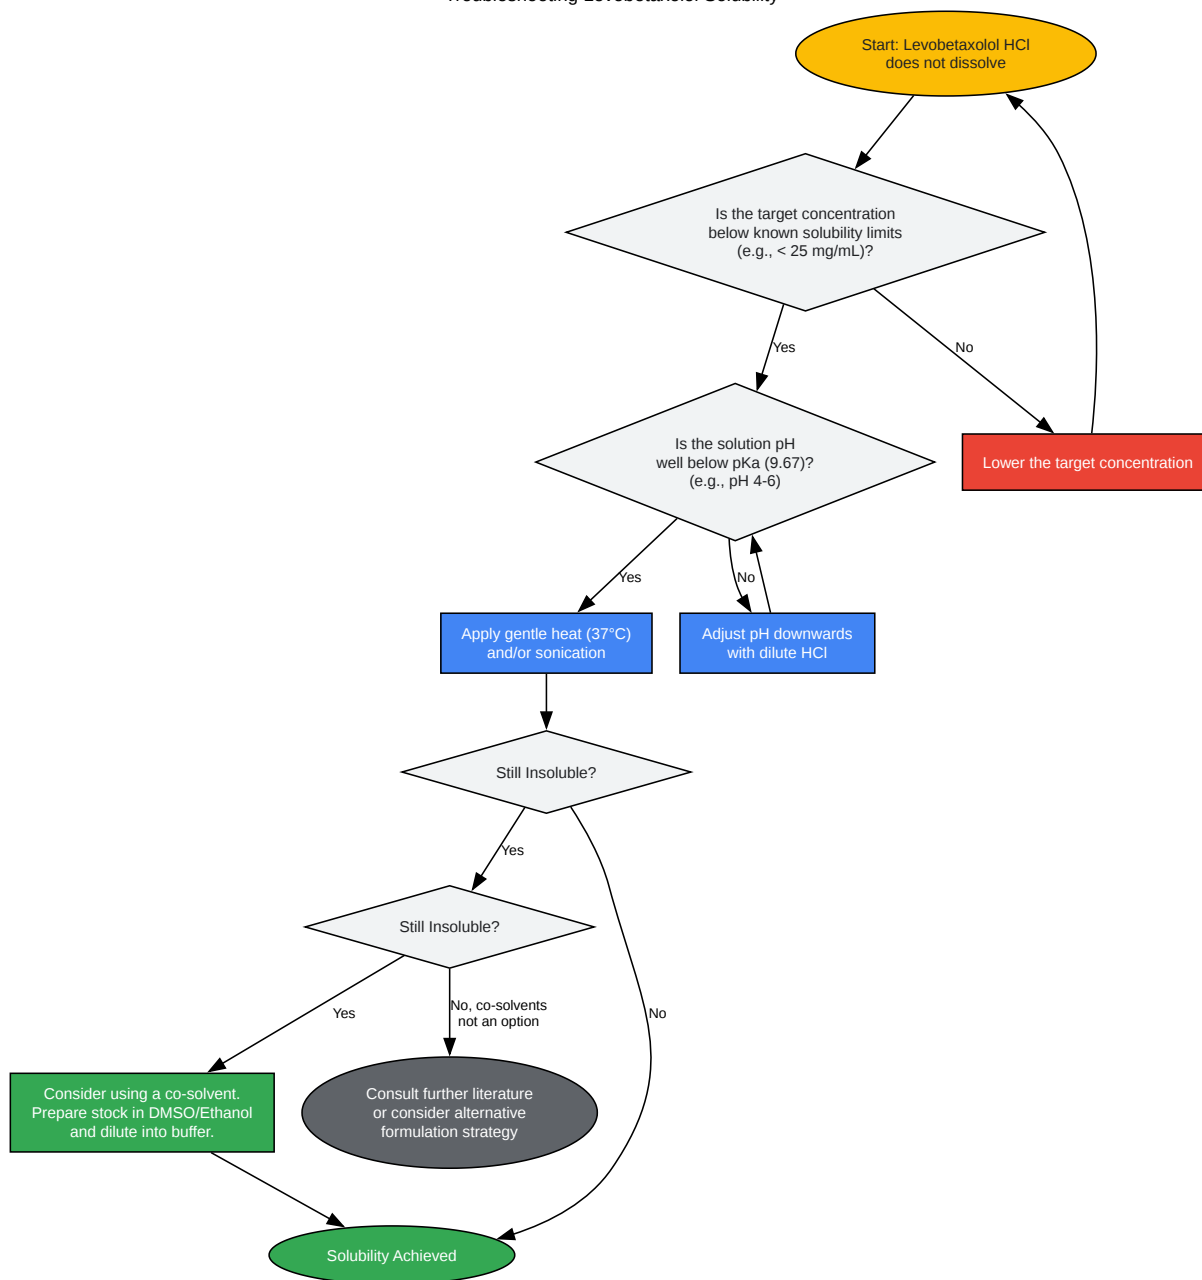 Troubleshooting Levobetaxolol Solubility
Start: Levobetaxolol HCl
does not dissolve
Is the target concentration
below known solubility limits
(e.g., < 25 mg/mL)?
Yes
No
Is the solution pH
well below pKa (9.67)?
(e.g., pH 4-6)
Lower the target concentration
Yes
No
Apply gentle heat (37°C)
and/or sonication
Adjust pH downwards
with dilute HCl
Still Insoluble?
Yes
Still Insoluble?
Yes
No, co-solvents
not an option
No
Consider using a co-solvent.
Prepare stock in DMSO/Ethanol
and dilute into buffer.
Consult further literature
or consider alternative
formulation strategy
Solubility Achieved